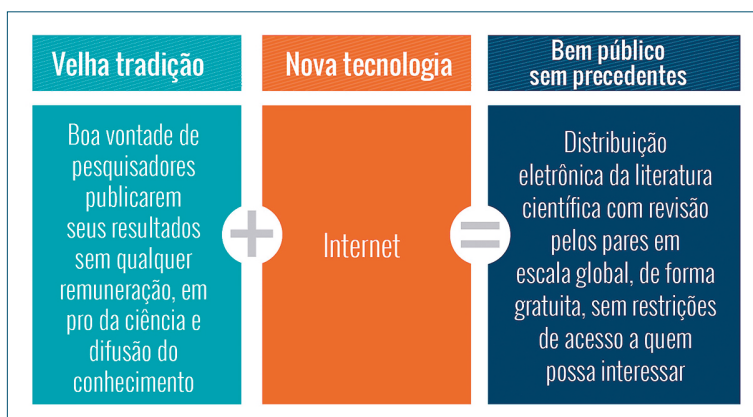 Velha tradição
Boa vontade de
pesquisadores
publicarem
seus resultados
sem qualquer
remuneração, em
pro da ciência e
difusão do
conhecimento
+
Nova tecnologia
Internet
=
Bem público
sem precedentes
Distribuição
eletrônica da literatura
científica com revisão
pelos pares em
escala global, de forma
gratuita, sem restrições
de acesso a quem
possa interessar